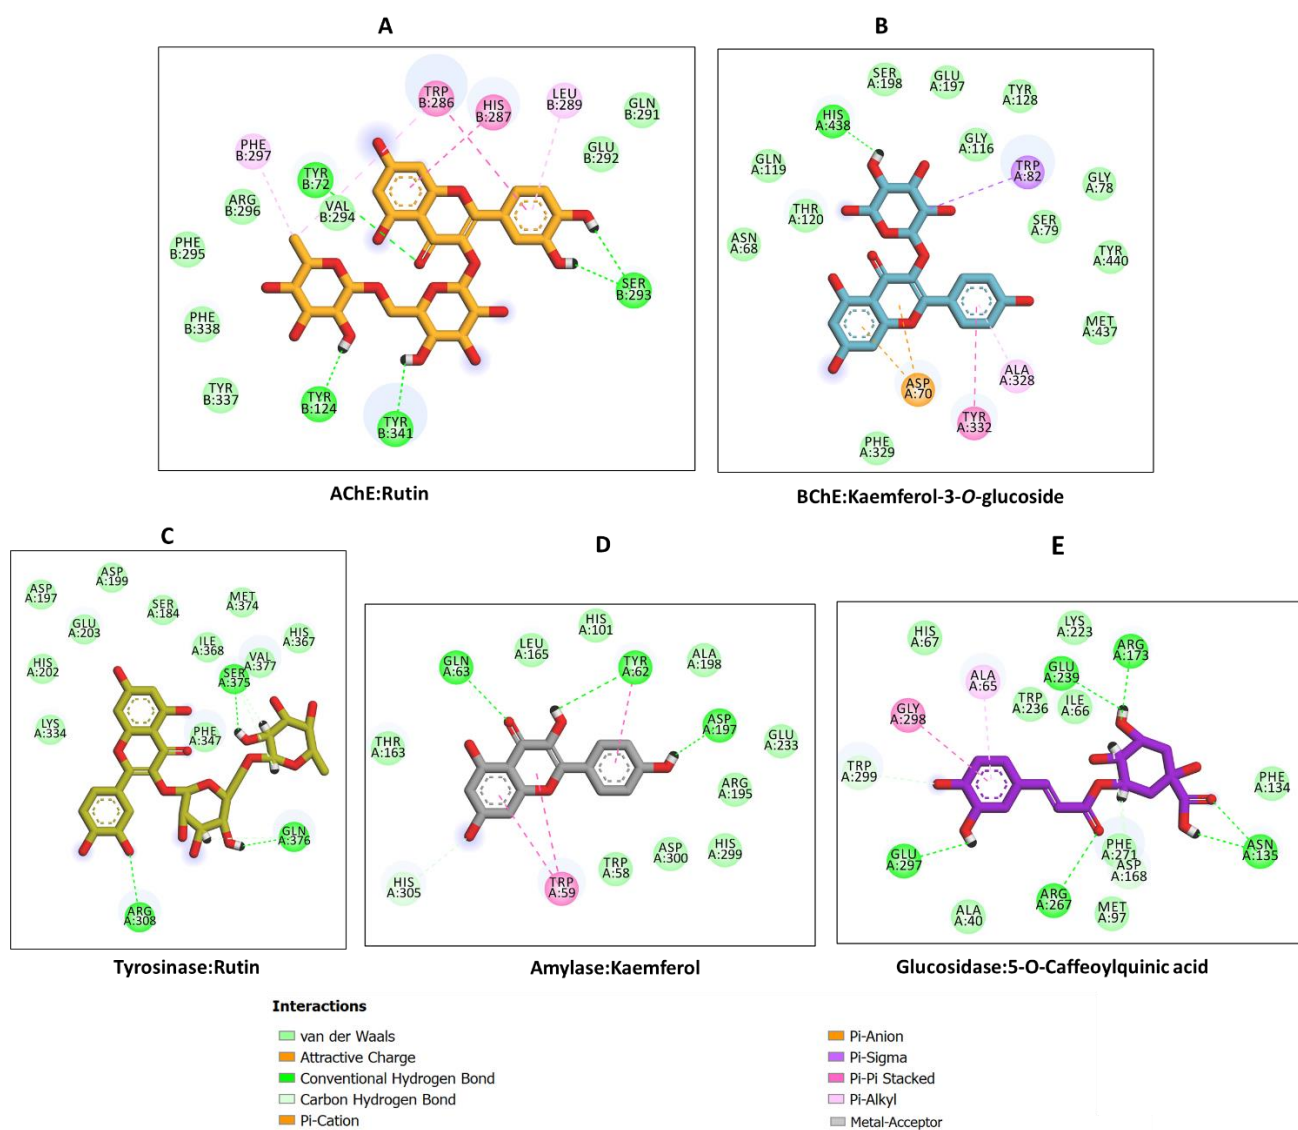 A
B
TRP
B:286
HIS
B:287
LEU
B:289
GLN
B:291
GLU
B:292
PHE
B:297
TYR
B:72
VAL
B:294
ARG
B:296
PHE
B:295
SER
B:293
PHE
B:338
TYR
B:337
TYR
B:124
TYR
B:341
AChE:Rutin
SER
A:198
GLU
A:197
TYR
A:128
HIS
A:438
GLY
A:116
TRP
A:82
GLN
A:119
GLY
A:78
THR
A:120
SER
A:79
ASN
A:68
TYR
A:440
MET
A:437
ALA
A:328
ASP
A:70
TYR
A:332
PHE
A:329
BChE:Kaemferol-3-O-glucoside
C
D
E
ASP
A:197
ASP
A:199
SER
A:184
MET
A:374
GLU
A:203
ILE
A:368
HIS
A:367
VAL
A:377
HIS
A:202
SER
A:375
LYS
A:334
PHE
A:347
GLN
A:376
ARG
A:308
Tyrosinase:Rutin
HIS
A:101
LEU
A:165
GLN
A:63
TYR
A:62
ALA
A:198
ASP
A:197
THR
A:163
GLU
A:233
ARG
A:195
HIS
A:299
ASP
A:300
TRP
A:58
HIS
A:305
TRP
A:59
Amylase:Kaemferol
HIS
A:67
LYS
A:223
ARG
A:173
GLU
A:239
ALA
A:65
TRP
A:236
ILE
A:66
GLY
A:298
TRP
A:299
PHE
A:134
GLU
A:297
PHE
A:271
ASP
A:168
ASN
A:135
ARG
A:267
MET
A:97
ALA
A:40
Glucosidase:5-O-Caffeoylquinic acid
Interactions
van der Waals
Attractive Charge
Conventional Hydrogen Bond
Carbon Hydrogen Bond
Pi-Cation
Pi-Anion
Pi-Sigma
Pi-Pi Stacked
Pi-Alkyl
Metal-Acceptor